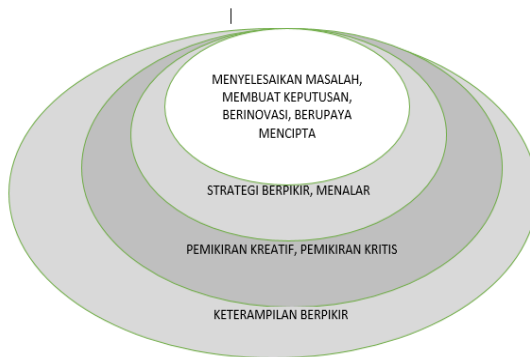 MENYELESAIKAN MASALAH,
MEMBUAT KEPUTUSAN,
BERINOVASI, BERUPAYA
MENCIPTA
STRATEGI BERPIKIR, MENALAR
PEMIKIRAN KREATIF, PEMIKIRAN KRITIS
KETERAMPILAN BERPIKIR